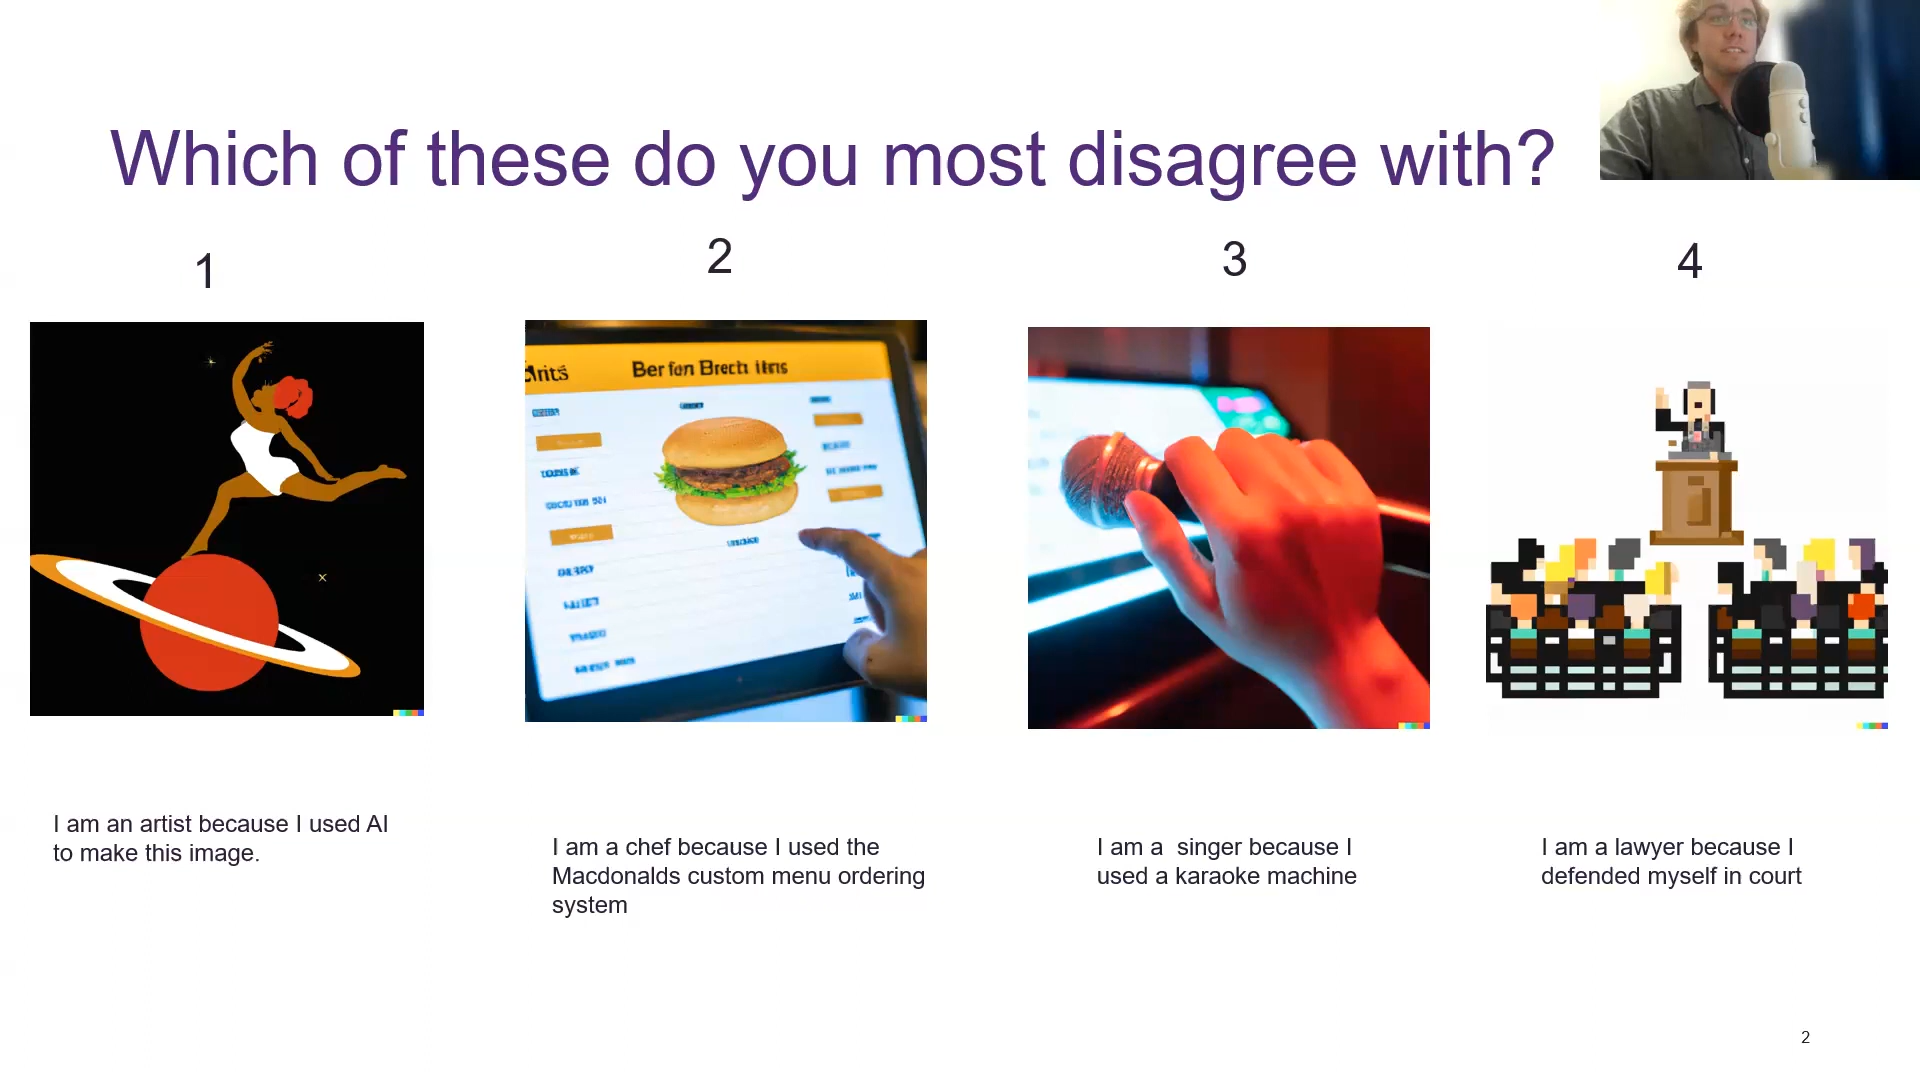 Which of these do you most disagree with?
1
2
3
4
I am an artist because I used AI
to make this image.
I am a chef because I used the
Macdonalds custom menu ordering
system
I am a  singer because I
used a karaoke machine
I am a lawyer because I
defended myself in court
2